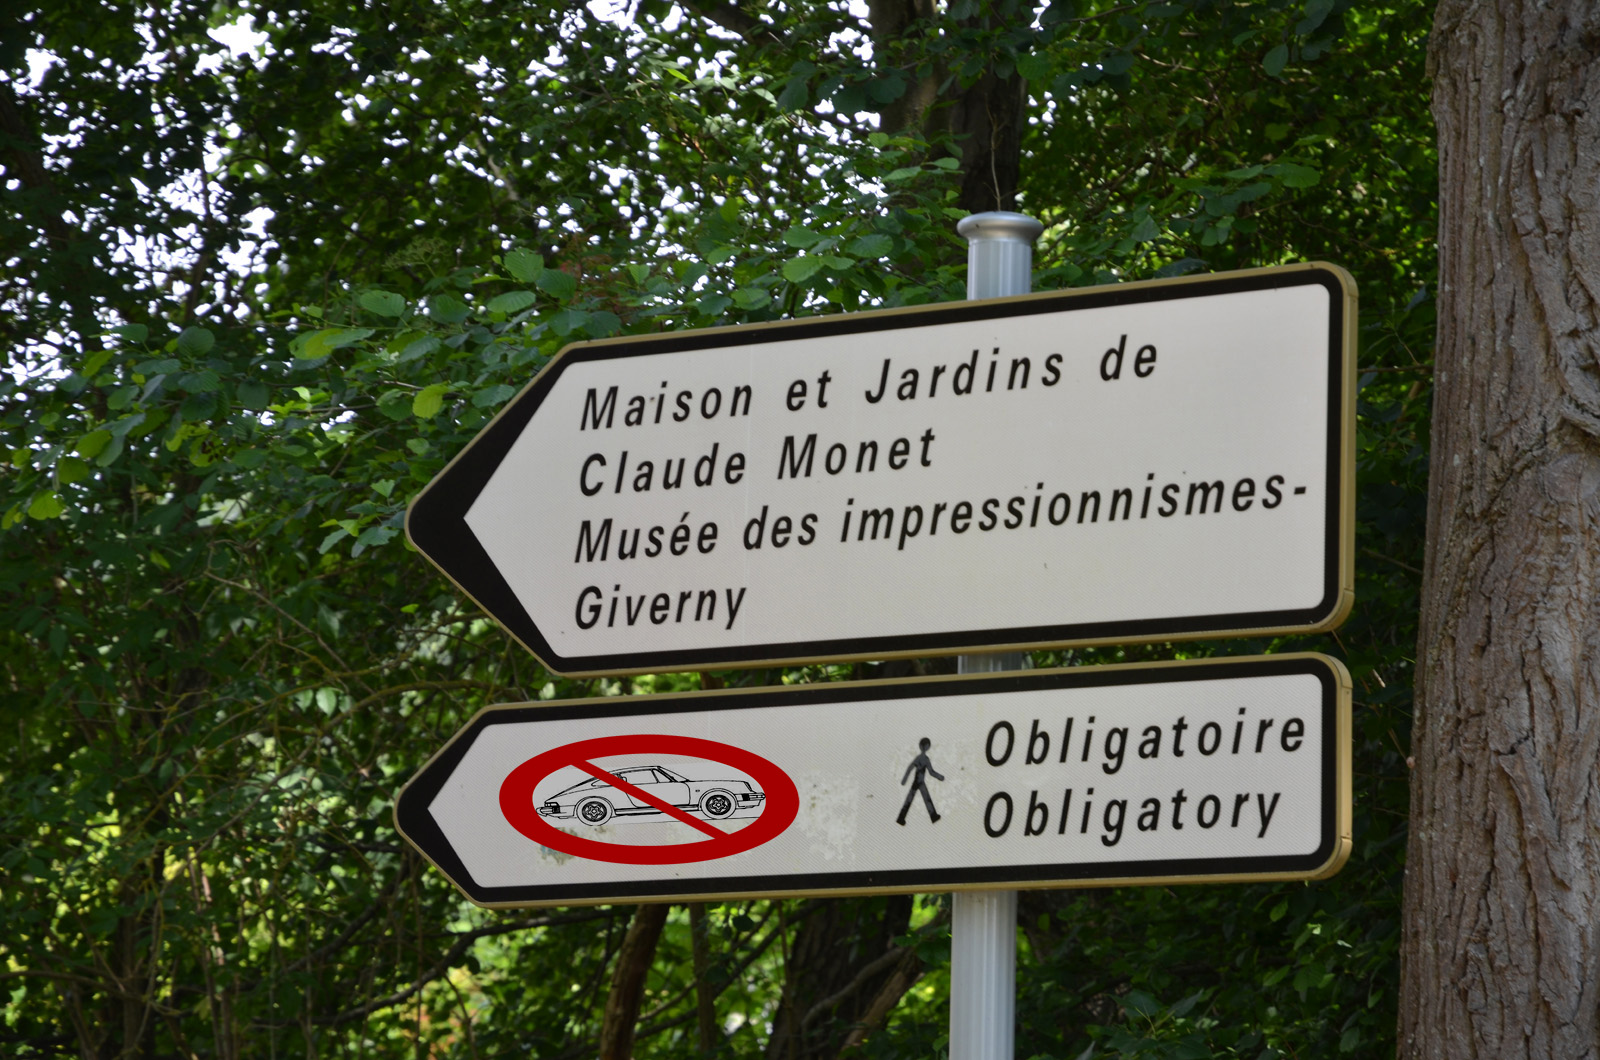 Maison et Jardins de
Claude Monet
Musée des impressionnismes-
Giverny
Obligatoire
Obligatory